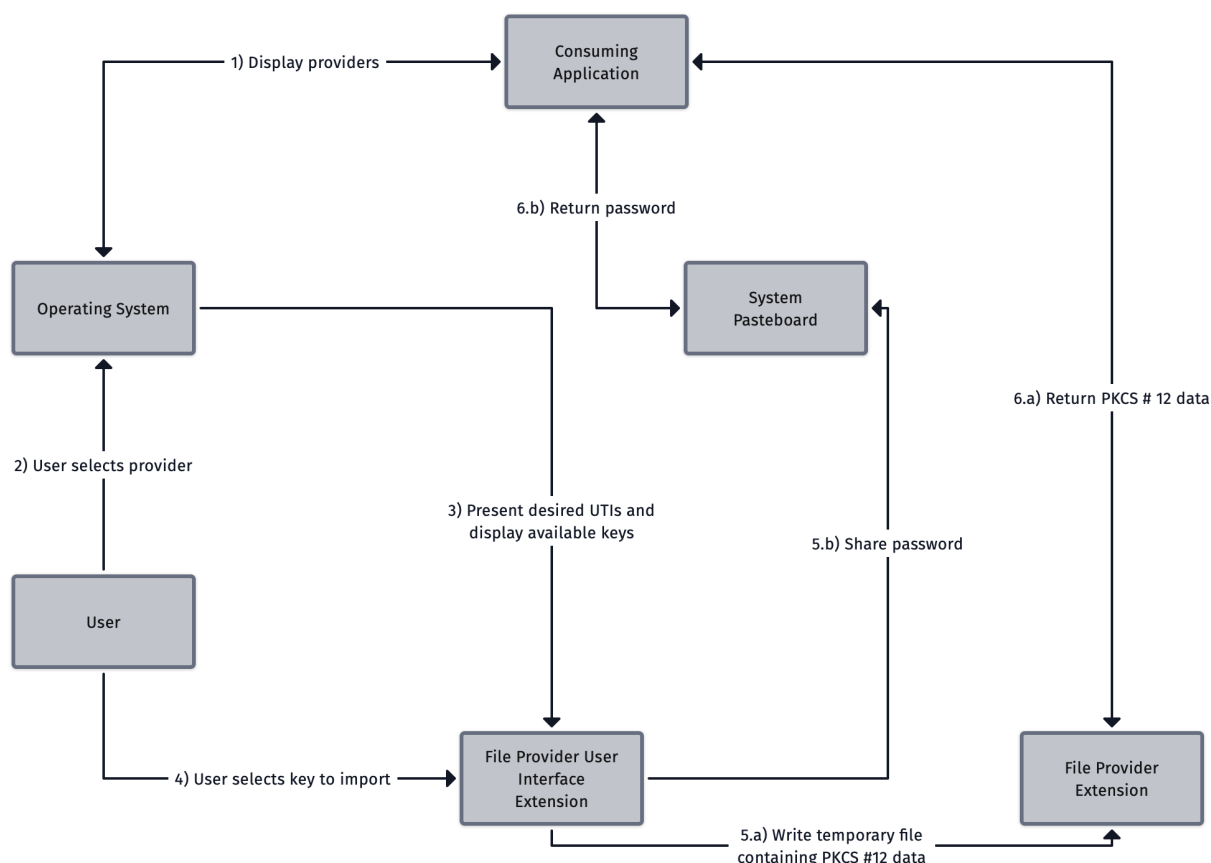 Consuming
Application
1) Display providers
6.b) Return password
Operating System
System
Pasteboard
6.a) Return PKCS # 12 data
2) User selects provider
3) Present desired UTIs and
display available keys
5.b) Share password
User
File Provider User
Interface
Extension
4) User selects key to import
File Provider
Extension
5.a) Write temporary file
containing PKCS #12 data